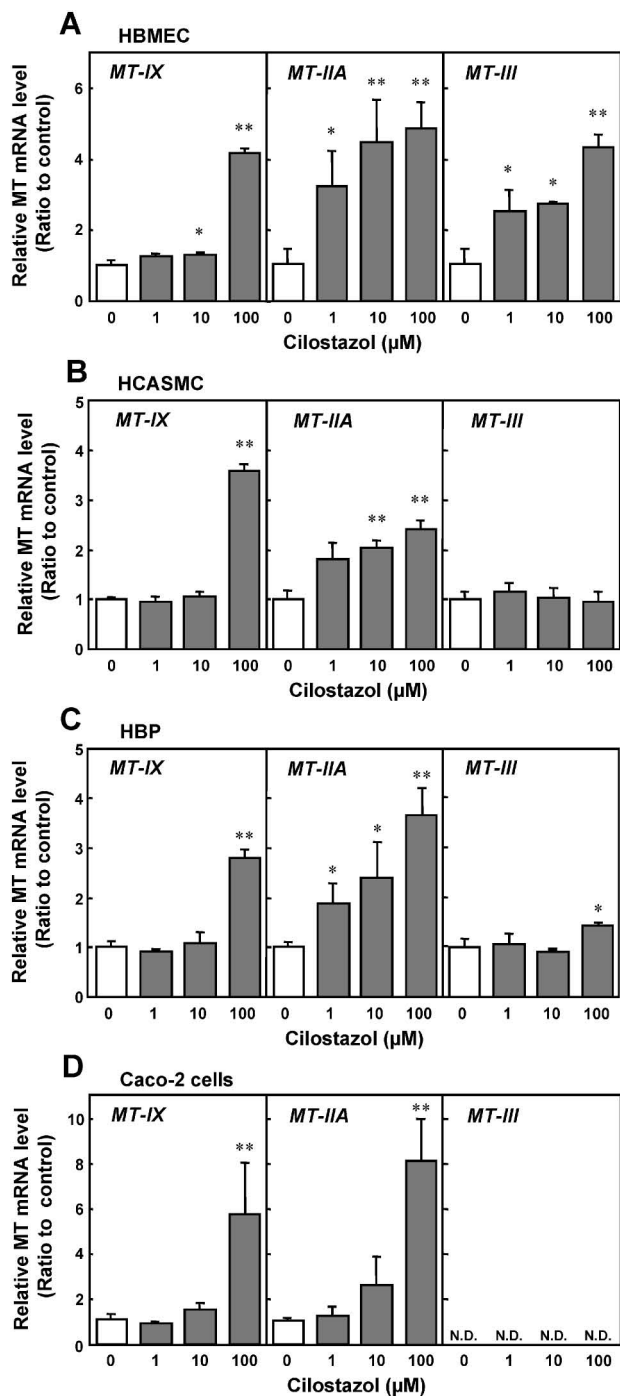 A HBMEC
MT-IX MT-IIA MT-III
Relative MT mRNA level
(Ratio to control)
6
4
2
0
* ** * ** ** * * **
0 1 10 100 0 1 10 100 0 1 10 100
Cilostazol (µM)
B HCASMC
MT-IX MT-IIA MT-III
Relative MT mRNA level
(Ratio to control)
5
4
3
2
1
0
** ** **
0 1 10 100 0 1 10 100 0 1 10 100
Cilostazol (µM)
C HBP
MT-IX MT-IIA MT-III
Relative MT mRNA level
(Ratio to control)
5
4
3
2
1
0
** * * ** *
0 1 10 100 0 1 10 100 0 1 10 100
Cilostazol (µM)
D Caco-2 cells
MT-IX MT-IIA MT-III
Relative MT mRNA level
(Ratio to control)
10
8
6
4
2
0
** **
N.D. N.D. N.D. N.D.
0 1 10 100 0 1 10 100 0 1 10 100
Cilostazol (µM)